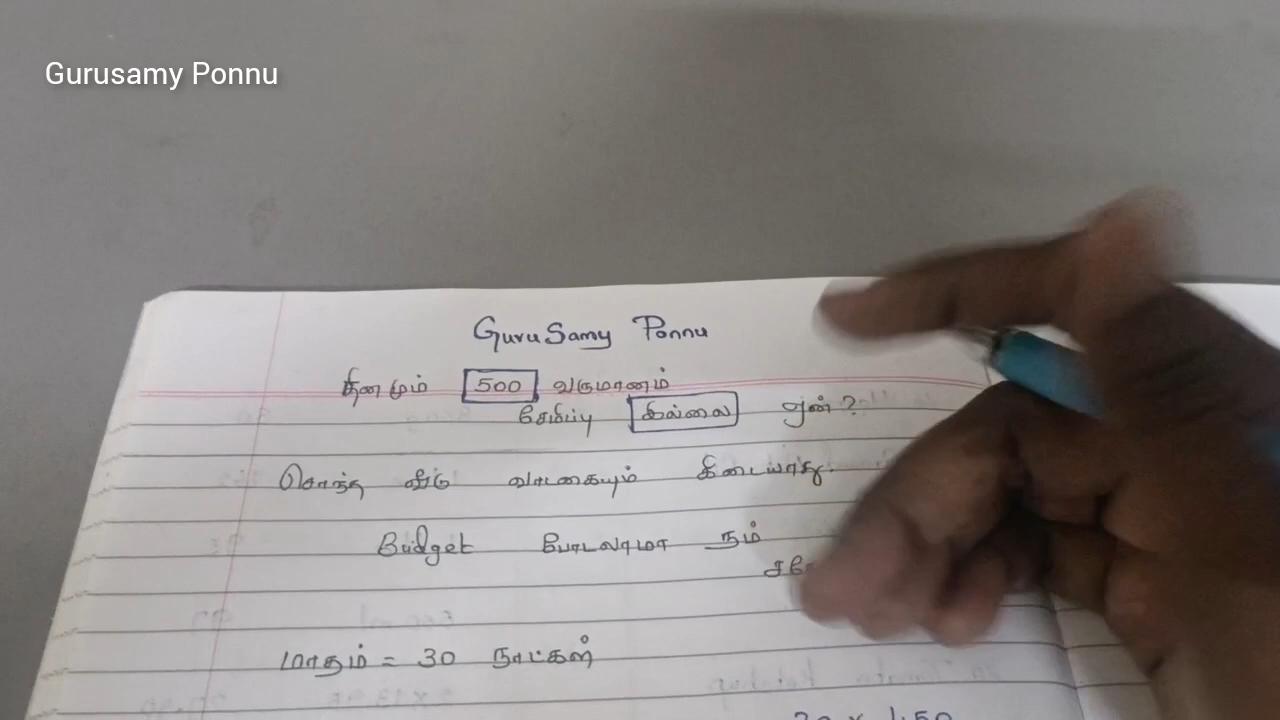 Gurusamy Ponnu
GuruSamy Ponnu
தினமும் 500 வருமானம்
சேமிப்பு இல்லை ஏன்?
சொந்த வீடு வாடகையும் கிடையாது.
Budget போடலாமா நம்
மாதம் = 30 நாட்கள்